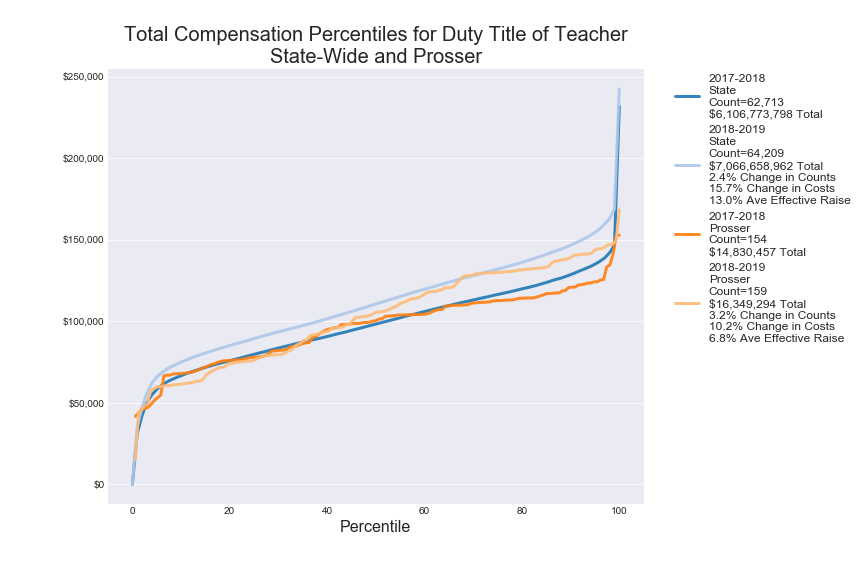 Total Compensation Percentiles for Duty Title of Teacher
State-Wide and Prosser
$250,000
$200,000
$150,000
$100,000
$50,000
$0
0
20
40
60
80
100
Percentile
2017-2018
State
Count=62,713
$6,106,773,798 Total
2018-2019
State
Count=64,209
$7,066,658,962 Total
2.4% Change in Counts
15.7% Change in Costs
13.0% Ave Effective Raise
2017-2018
Prosser
Count=154
$14,830,457 Total
2018-2019
Prosser
Count=159
$16,349,294 Total
3.2% Change in Counts
10.2% Change in Costs
6.8% Ave Effective Raise